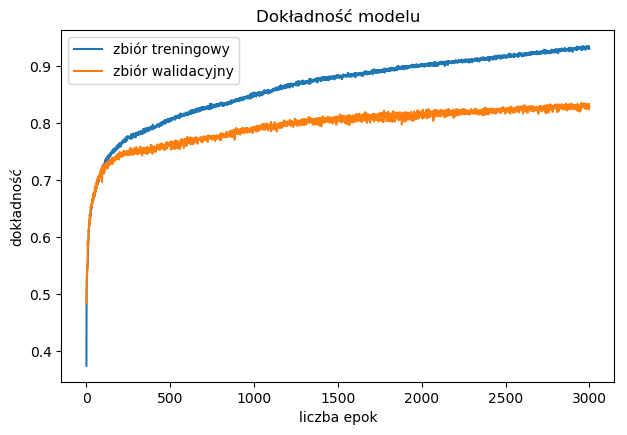 Dokładność modelu
zbiór treningowy
zbiór walidacyjny
dokładność
0.9
0.8
0.7
0.6
0.5
0.4
0 500 1000 1500 2000 2500 3000
liczba epok